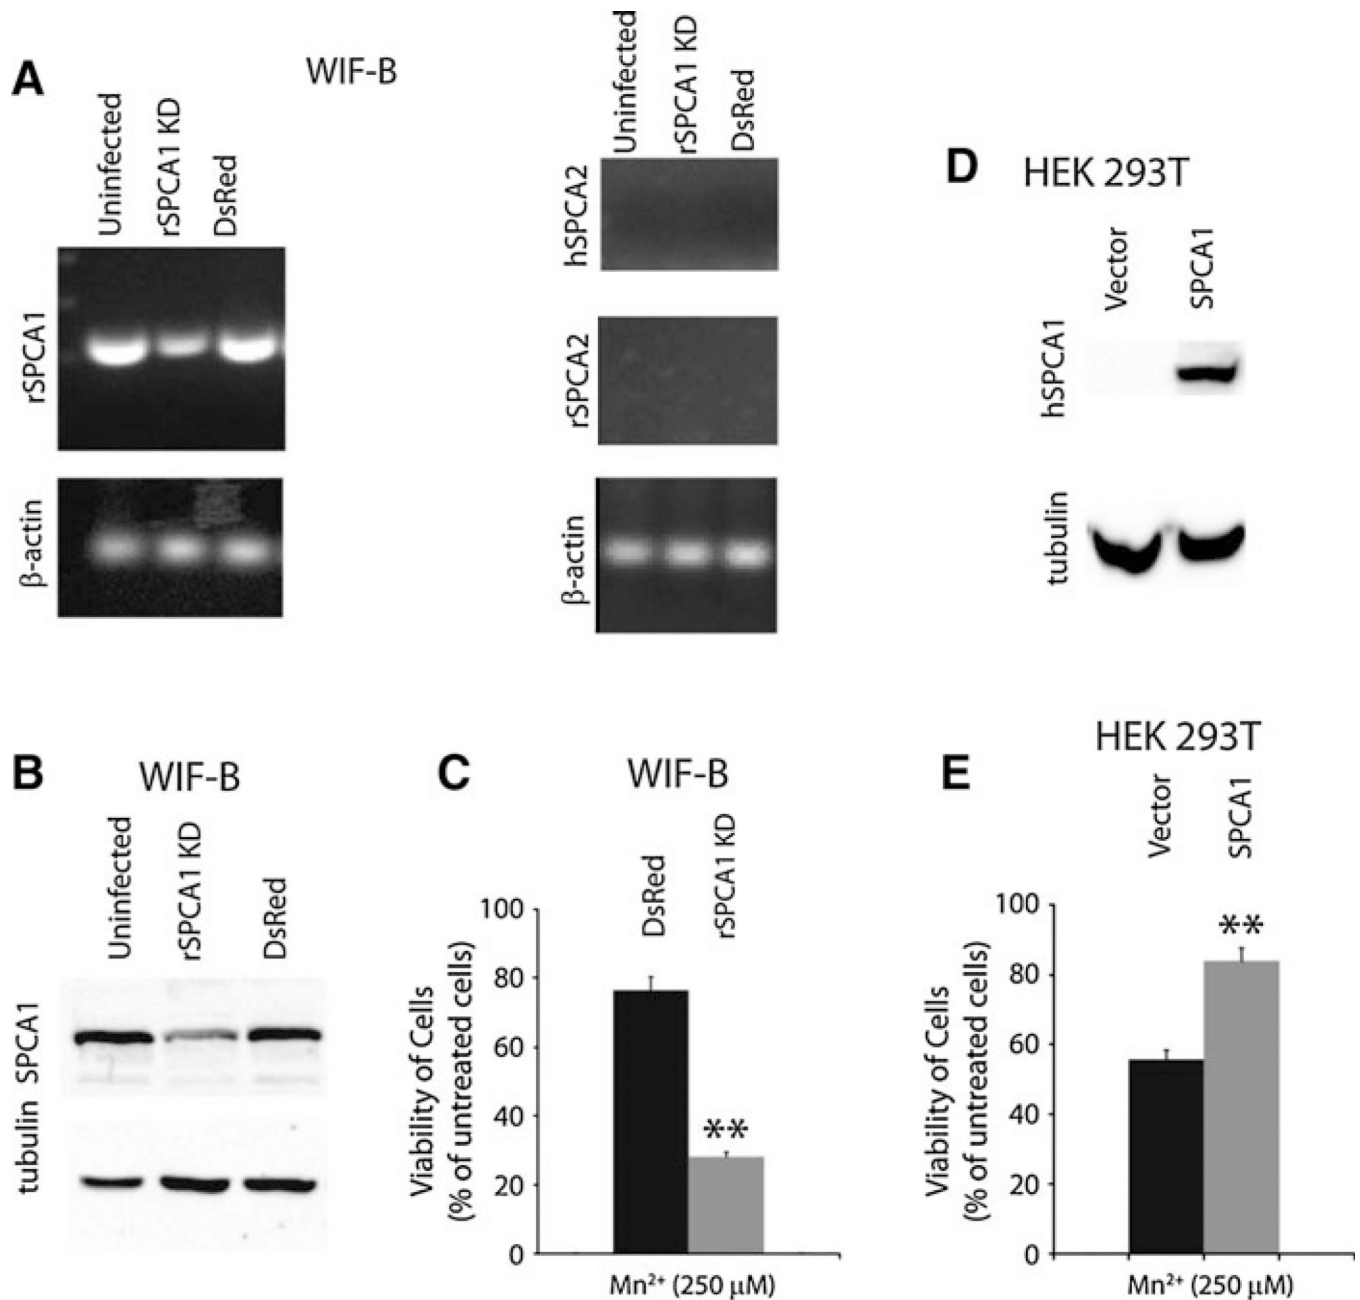 A
WIF-B
Uninfected
rSPCA1 KD
DsRed
rSPCA1
β-actin
Uninfected
rSPCA1 KD
DsRed
hSPCA2
rSPCA2
β-actin
D
HEK 293T
Vector
SPCA1
hSPCA1
tubulin
B
WIF-B
Uninfected
rSPCA1 KD
DsRed
SPCA1
tubulin
C
WIF-B
DsRed
rSPCA1 KD
Viability of Cells
(% of untreated cells)
100
80
60
40
20
0
**
Mn²⁺ (250 μM)
E
HEK 293T
Vector
SPCA1
Viability of Cells
(% of untreated cells)
100
80
60
40
20
0
**
Mn²⁺ (250 μM)